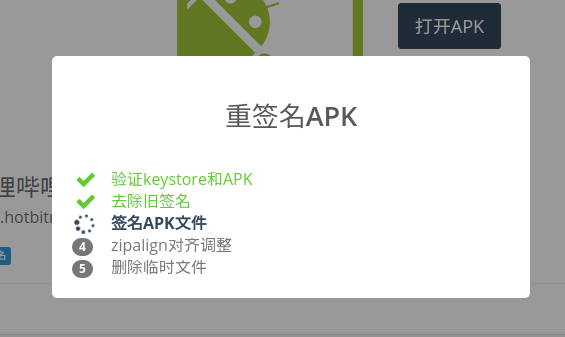 打开APK
重签名APK
哩哔哩
验证keystore和APK
去除旧签名
.hotbitm
签名APK文件
4 zipalign对齐调整
名
5 删除临时文件